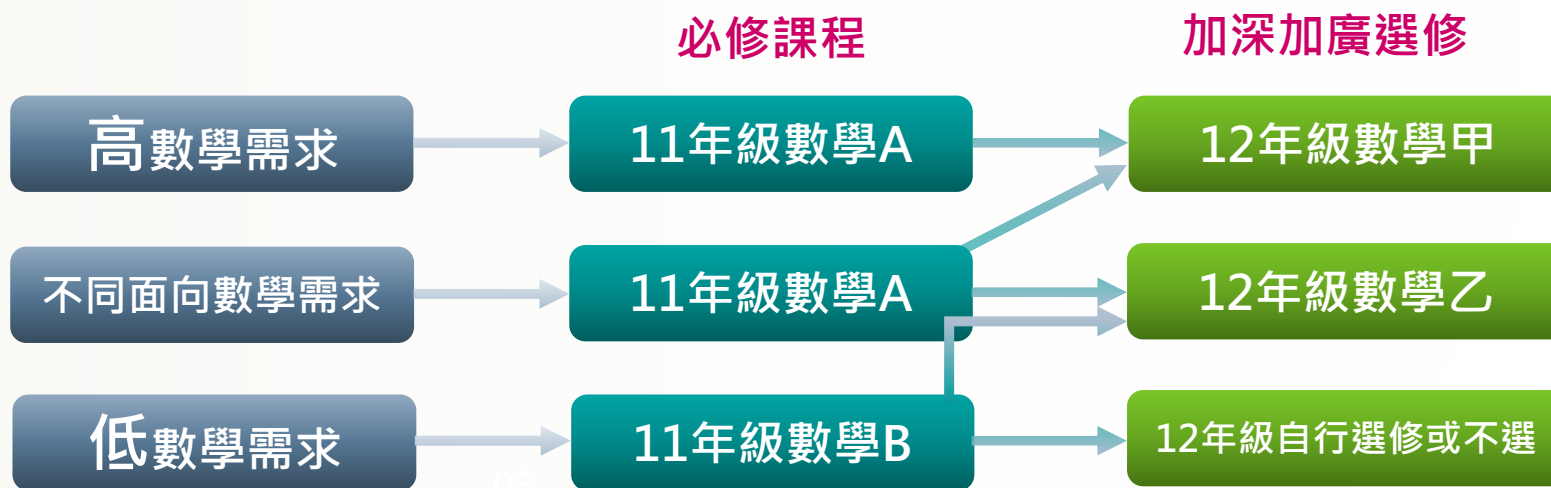 必修課程 加深加廣選修
高數學需求 11年級數學A 12年級數學甲
不同面向數學需求 11年級數學A 12年級數學乙
低數學需求 11年級數學B 12年級自行選修或不選
05